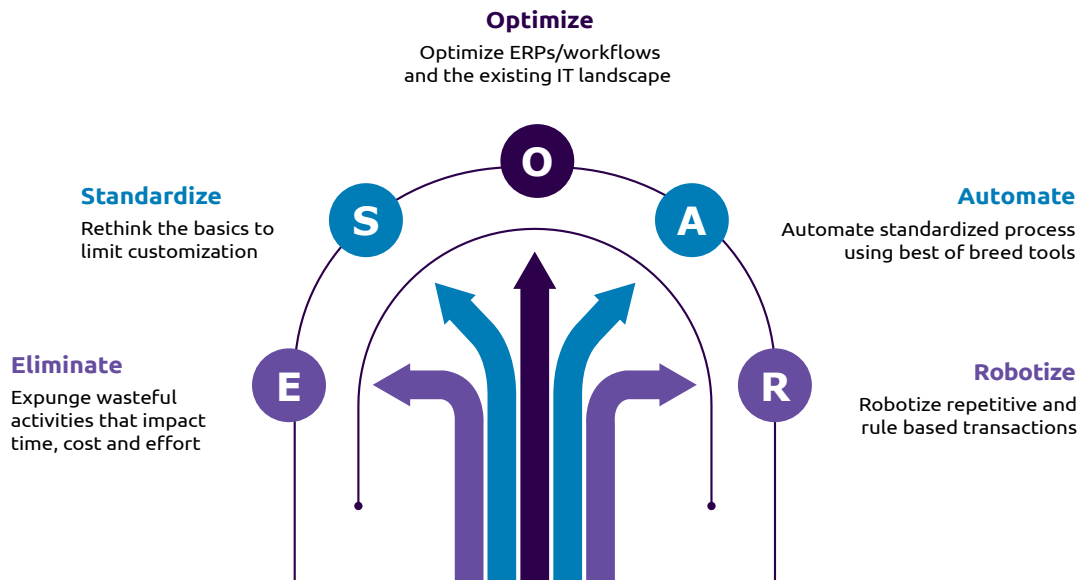 Optimize
Optimize ERPs/workflows
and the existing IT landscape
O
S
A
Standardize
Rethink the basics to
limit customization
Automate
Automate standardized process
using best of breed tools
E
R
Eliminate
Expunge wasteful
activities that impact
time, cost and effort
Robotize
Robotize repetitive and
rule based transactions